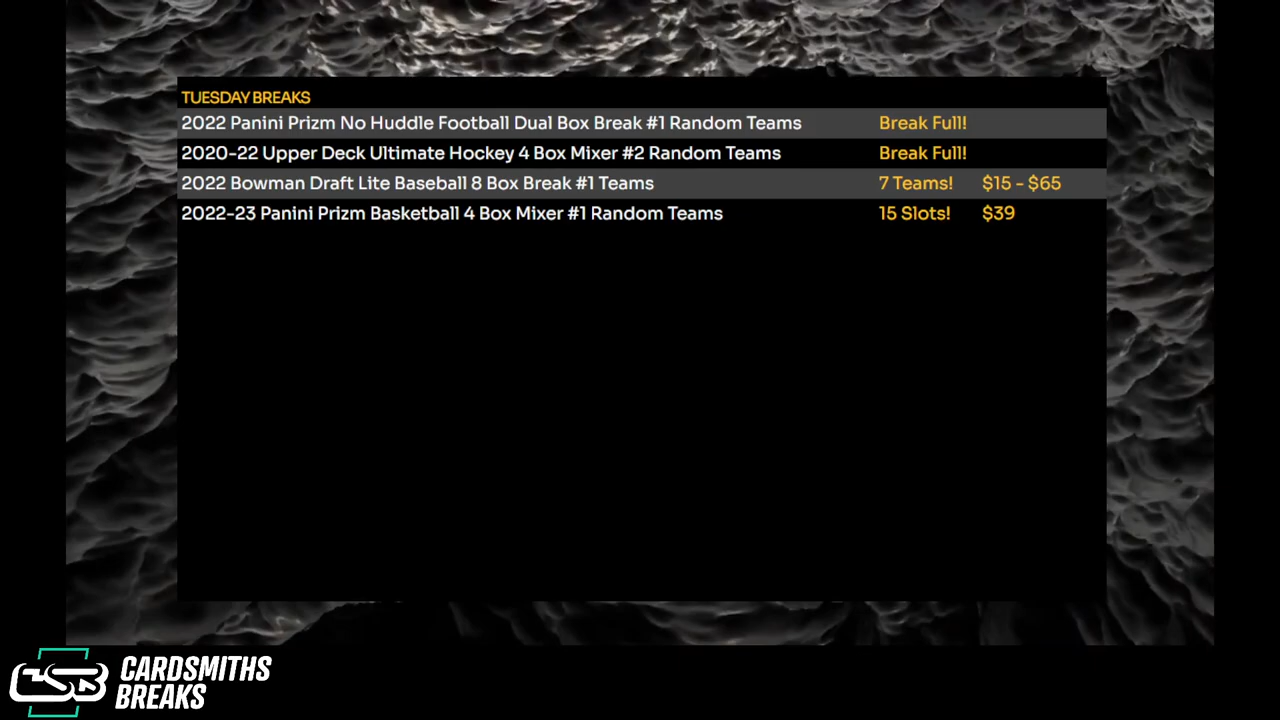 TUESDAY BREAKS
2022 Panini Prizm No Huddle Football Dual Box Break #1 Random Teams Break Full!
2020-22 Upper Deck Ultimate Hockey 4 Box Mixer #2 Random Teams Break Full!
2022 Bowman Draft Lite Baseball 8 Box Break #1 Teams 7 Teams! $15 - $65
2022-23 Panini Prizm Basketball 4 Box Mixer #1 Random Teams 15 Slots! $39
CSB CARDSMITHS
BREAKS